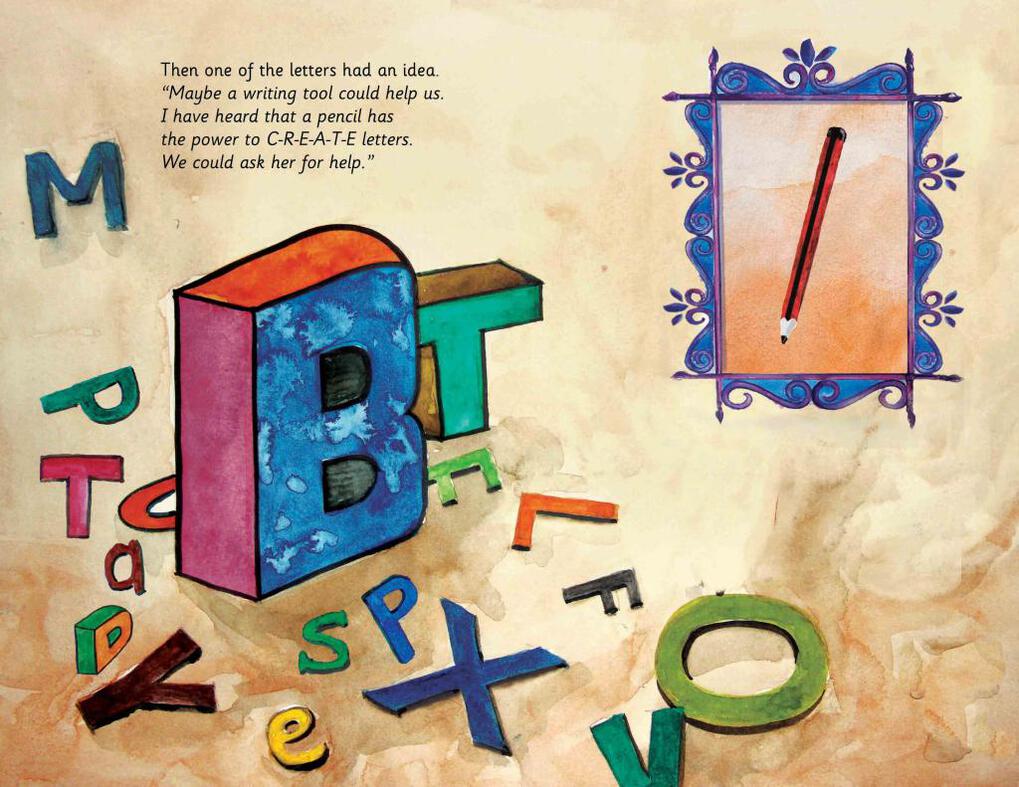 Then one of the letters had an idea.
“Maybe a writing tool could help us.
I have heard that a pencil has
the power to C-R-E-A-T-E letters.
We could ask her for help.”
M
B T
P
T
E
L
a
F
P
S
D
X
O
Y
e
V